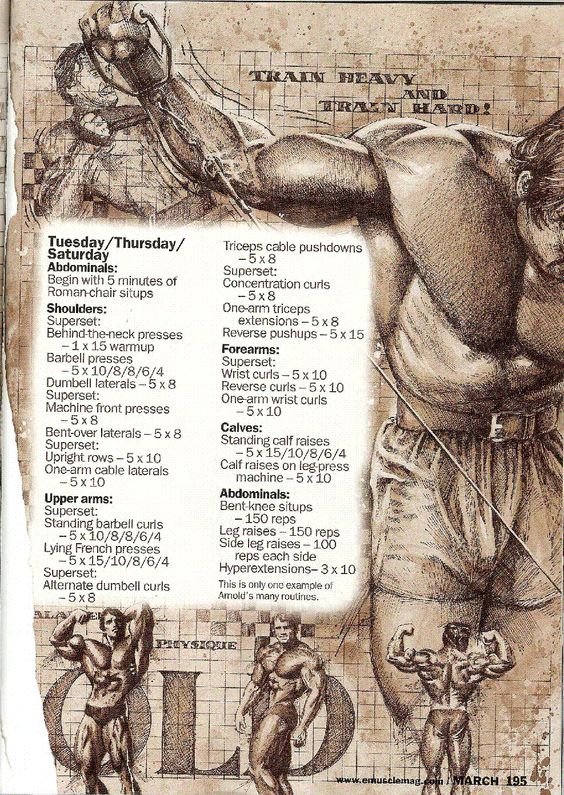 TRAIN HEAVY
AND
TRAIN HARD!
Tuesday/Thursday/
Saturday
Abdominals:
Begin with 5 minutes of
Roman-chair situps
Shoulders:
Superset:
Behind-the-neck presses
– 1 x 15 warmup
Barbell presses
– 5 x 10/8/8/6/4
Dumbell laterals – 5 x 8
Superset:
Machine front presses
– 5 x 8
Bent-over laterals – 5 x 8
Superset:
Upright rows – 5 x 10
One-arm cable laterals
– 5 x 10
Upper arms:
Superset:
Standing barbell curls
– 5 x 10/8/8/6/4
Lying French presses
– 5 x 15/10/8/6/4
Superset:
Alternate dumbell curls
– 5 x 8
Triceps cable pushdowns
– 5 x 8
Superset:
Concentration curls
– 5 x 8
One-arm triceps
extensions – 5 x 8
Reverse pushups – 5 x 15
Forearms:
Superset:
Wrist curls – 5 x 10
Reverse curls – 5 x 10
One-arm wrist curls
– 5 x 10
Calves:
Standing calf raises
– 5 x 15/10/8/6/4
Calf raises on leg-press
machine – 5 x 10
Abdominals:
Bent-knee situps
– 150 reps
Leg raises – 150 reps
Side leg raises – 100
reps each side
Hyperextensions– 3 x 10
This is only one example of
Arnold's many routines.
PHYSIQUE
OLD
www.emusclemag.com / MARCH 195